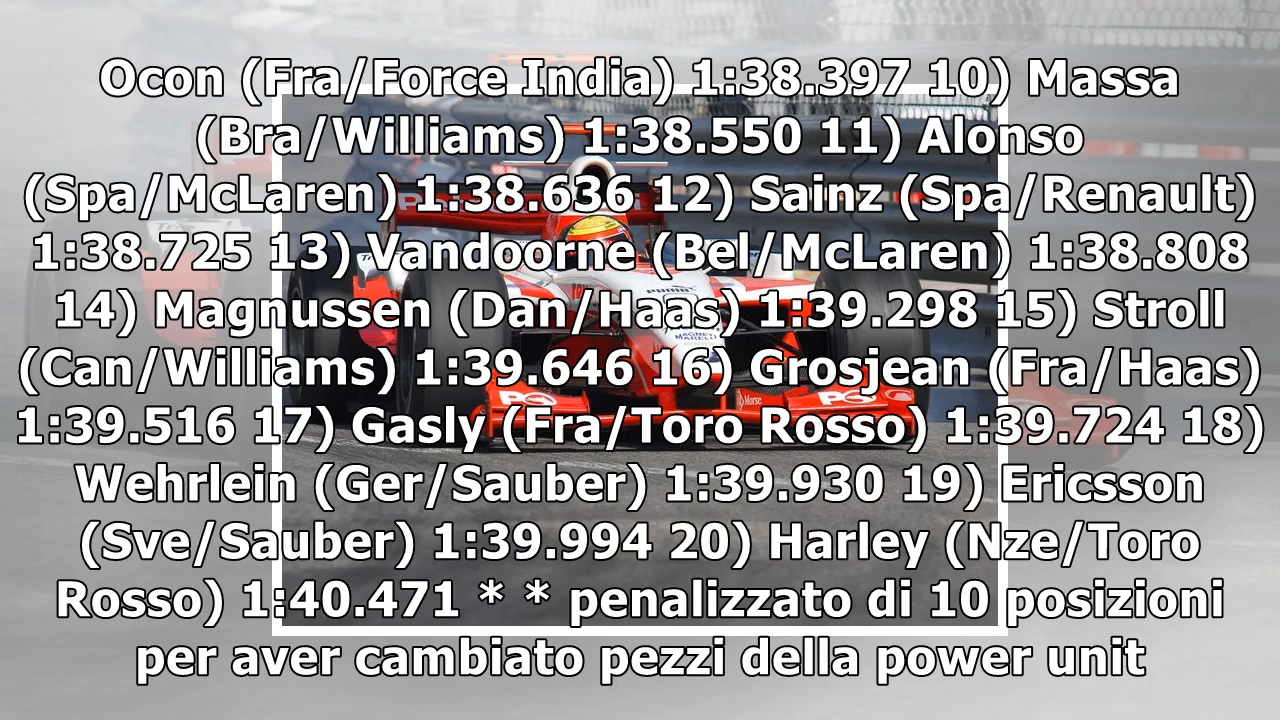 Ocon (Fra/Force India) 1:38.397 10) Massa
(Bra/Williams) 1:38.550 11) Alonso
(Spa/McLaren) 1:38.636 12) Sainz (Spa/Renault)
1:38.725 13) Vandoorne (Bel/McLaren) 1:38.808
14) Magnussen (Dan/Haas) 1:39.298 15) Stroll
(Can/Williams) 1:39.646 16) Grosjean (Fra/Haas)
1:39.516 17) Gasly (Fra/Toro Rosso) 1:39.724 18)
Wehrlein (Ger/Sauber) 1:39.930 19) Ericsson
(Sve/Sauber) 1:39.994 20) Harley (Nze/Toro
Rosso) 1:40.471 * * penalizzato di 10 posizioni
per aver cambiato pezzi della power unit
PUMA
MAGNETI
MARELLI
Morse